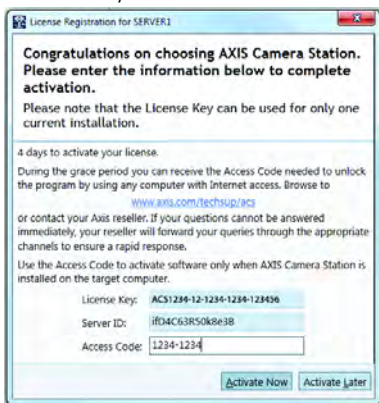 License Registration for SERVER1
Congratulations on choosing AXIS Camera Station.
Please enter the information below to complete
activation.
Please note that the License Key can be used for only one
current installation.
4 days to activate your license.
During the grace period you can receive the Access Code needed to unlock
the program by using any computer with Internet access. Browse to
www.axis.com/techsup/acs
or contact your Axis reseller. If your questions cannot be answered
immediately, your reseller will forward your queries through the appropriate
channels to ensure a rapid response.
Use the Access Code to activate software only when AXIS Camera Station is
installed on the target computer.
License Key: ACS1234-12-1234-1234-123456
Server ID: ifD4C63R50k8e38
Access Code: 1234-1234
Activate Now Activate Later